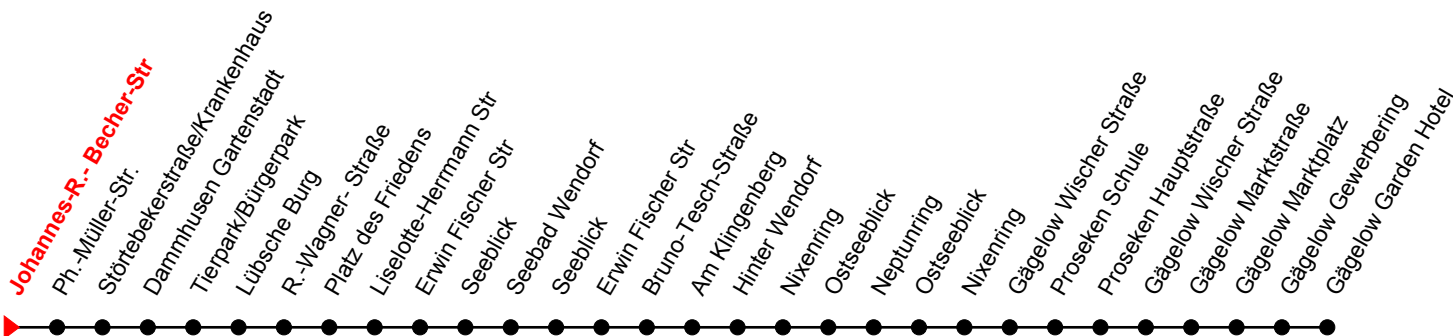 Johannes-R.- Becher-Str
Ph.-Müller-Str.
Störtebekerstraße/Krankenhaus
Dammhusen Gartenstadt
Tierpark/Bürgerpark
Lübsche Burg
R.-Wagner- Straße
Platz des Friedens
Liselotte-Herrmann Str
Erwin Fischer Str
Seeblick
Seebad Wendorf
Seeblick
Erwin Fischer Str
Bruno-Tesch-Straße
Am Klingenberg
Hinter Wendorf
Nixenring
Ostseeblick
Neptunring
Ostseeblick
Nixenring
Gägelow Wischer Straße
Proseken Schule
Proseken Hauptstraße
Gägelow Wischer Straße
Gägelow Marktstraße
Gägelow Marktplatz
Gägelow Gewerbering
Gägelow Garden Hotel